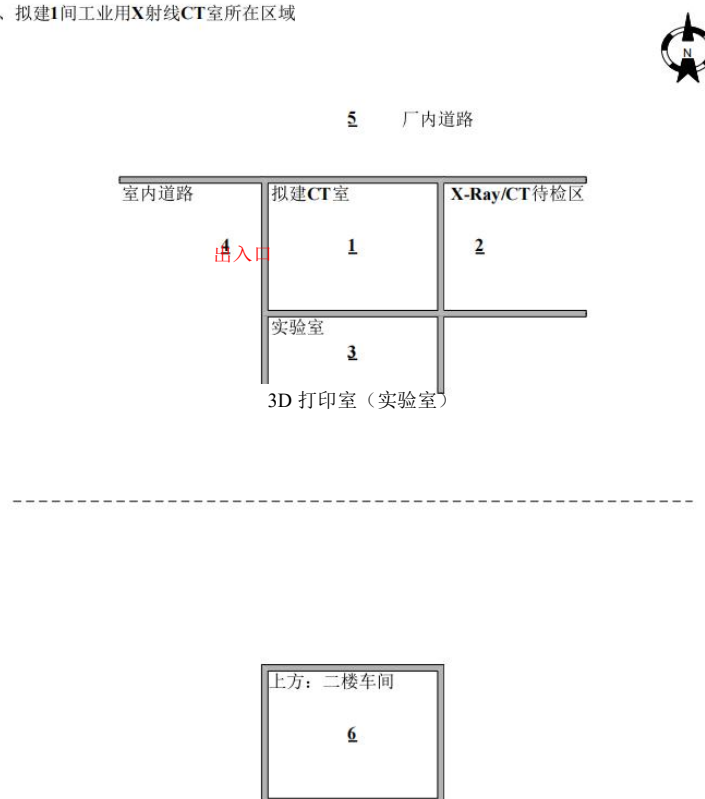 、拟建1间工业用X射线CT室所在区域
N
5 厂内道路
室内道路 拟建CT室 X-Ray/CT待检区
4 1 2
出入口
实验室
3
3D 打印室（实验室）
上方：二楼车间
6